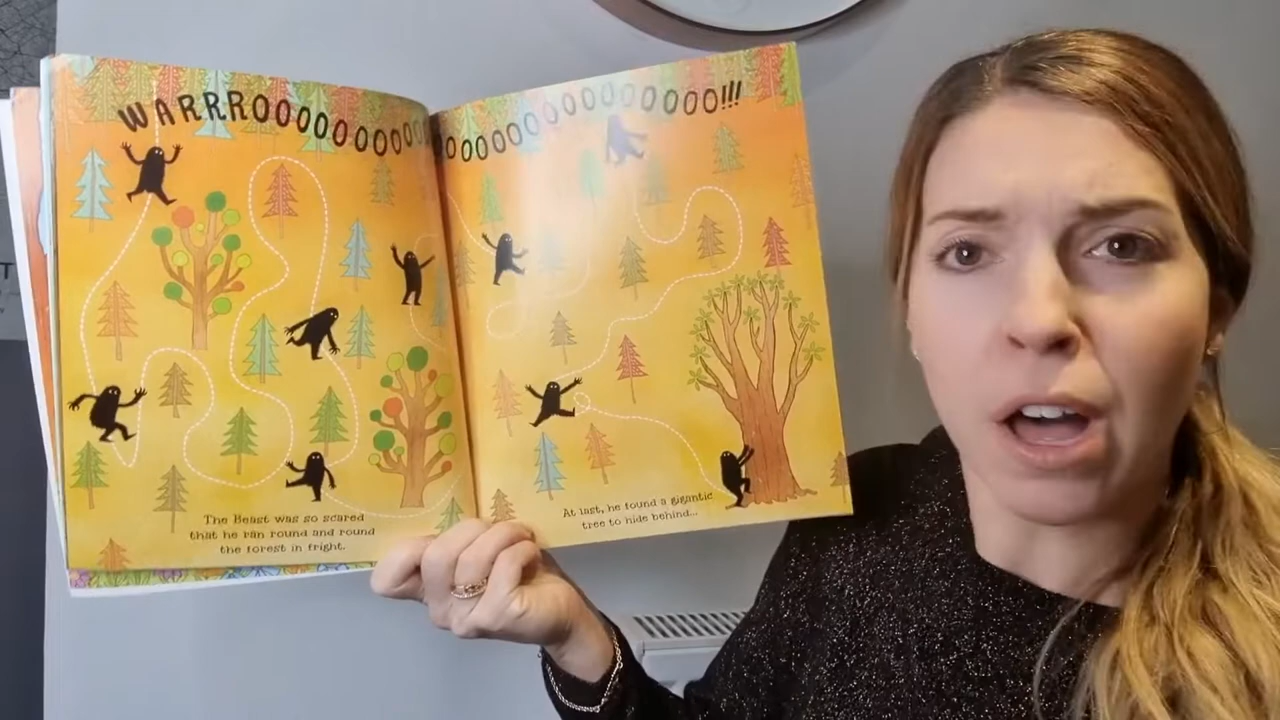 WARRROOOOOOOOOOOOOOOOOOOOOOOOOO!!!
The Beast was so scared
that he ran round and round
the forest in fright.
At last, he found a gigantic
tree to hide behind...